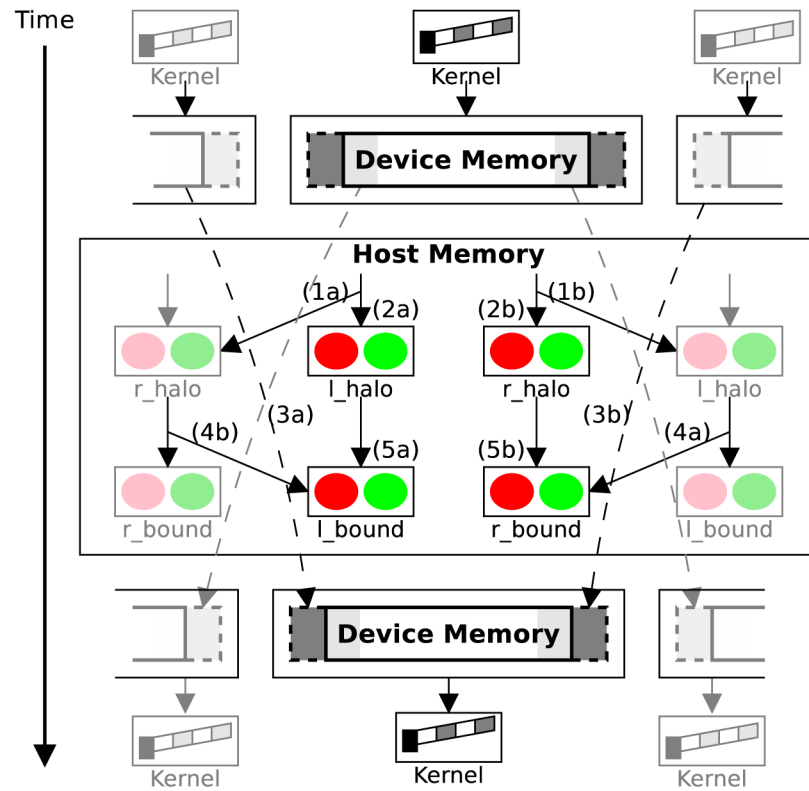 Time
Kernel
Kernel
Kernel
Device Memory
Host Memory
(1a)
(2a)
(2b)
(1b)
r_halo
l_halo
r_halo
l_halo
(4b)
(3a)
(5a)
(5b)
(3b)
(4a)
r_bound
l_bound
r_bound
l_bound
Device Memory
Kernel
Kernel
Kernel